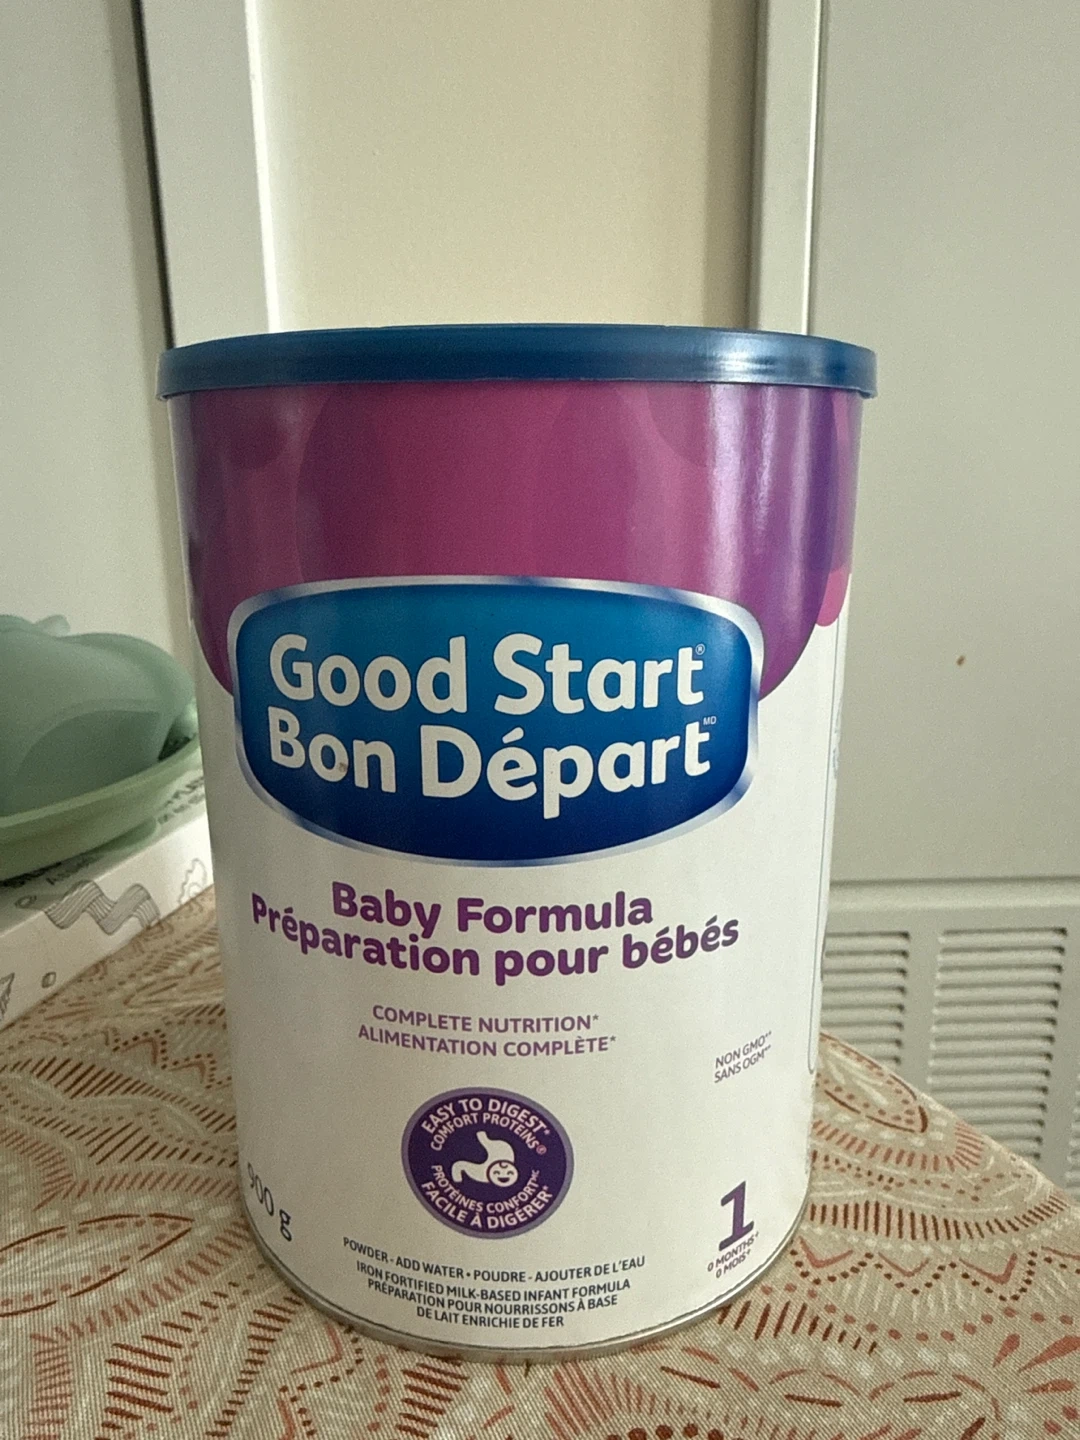 Good Start®
Bon Départ MD
Baby Formula
Préparation pour bébés
COMPLETE NUTRITION*
ALIMENTATION COMPLÈTE*
NON GMO**
SANS OGM**
EASY TO DIGEST*
COMFORT PROTEINS®
PROTÉINES CONFORT MC
FACILE À DIGÉRER*
900 g
1
0 MONTHS+
0 MOIS+
POWDER - ADD WATER • POUDRE - AJOUTER DE L'EAU
IRON FORTIFIED MILK-BASED INFANT FORMULA
PRÉPARATION POUR NOURRISSONS À BASE
DE LAIT ENRICHIE DE FER